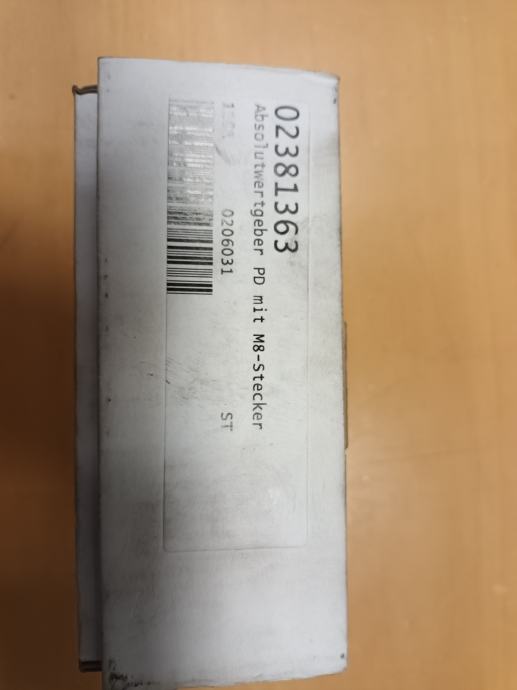 02381363
Absolutwertgeber PD mit M8-Stecker
0206031 ST